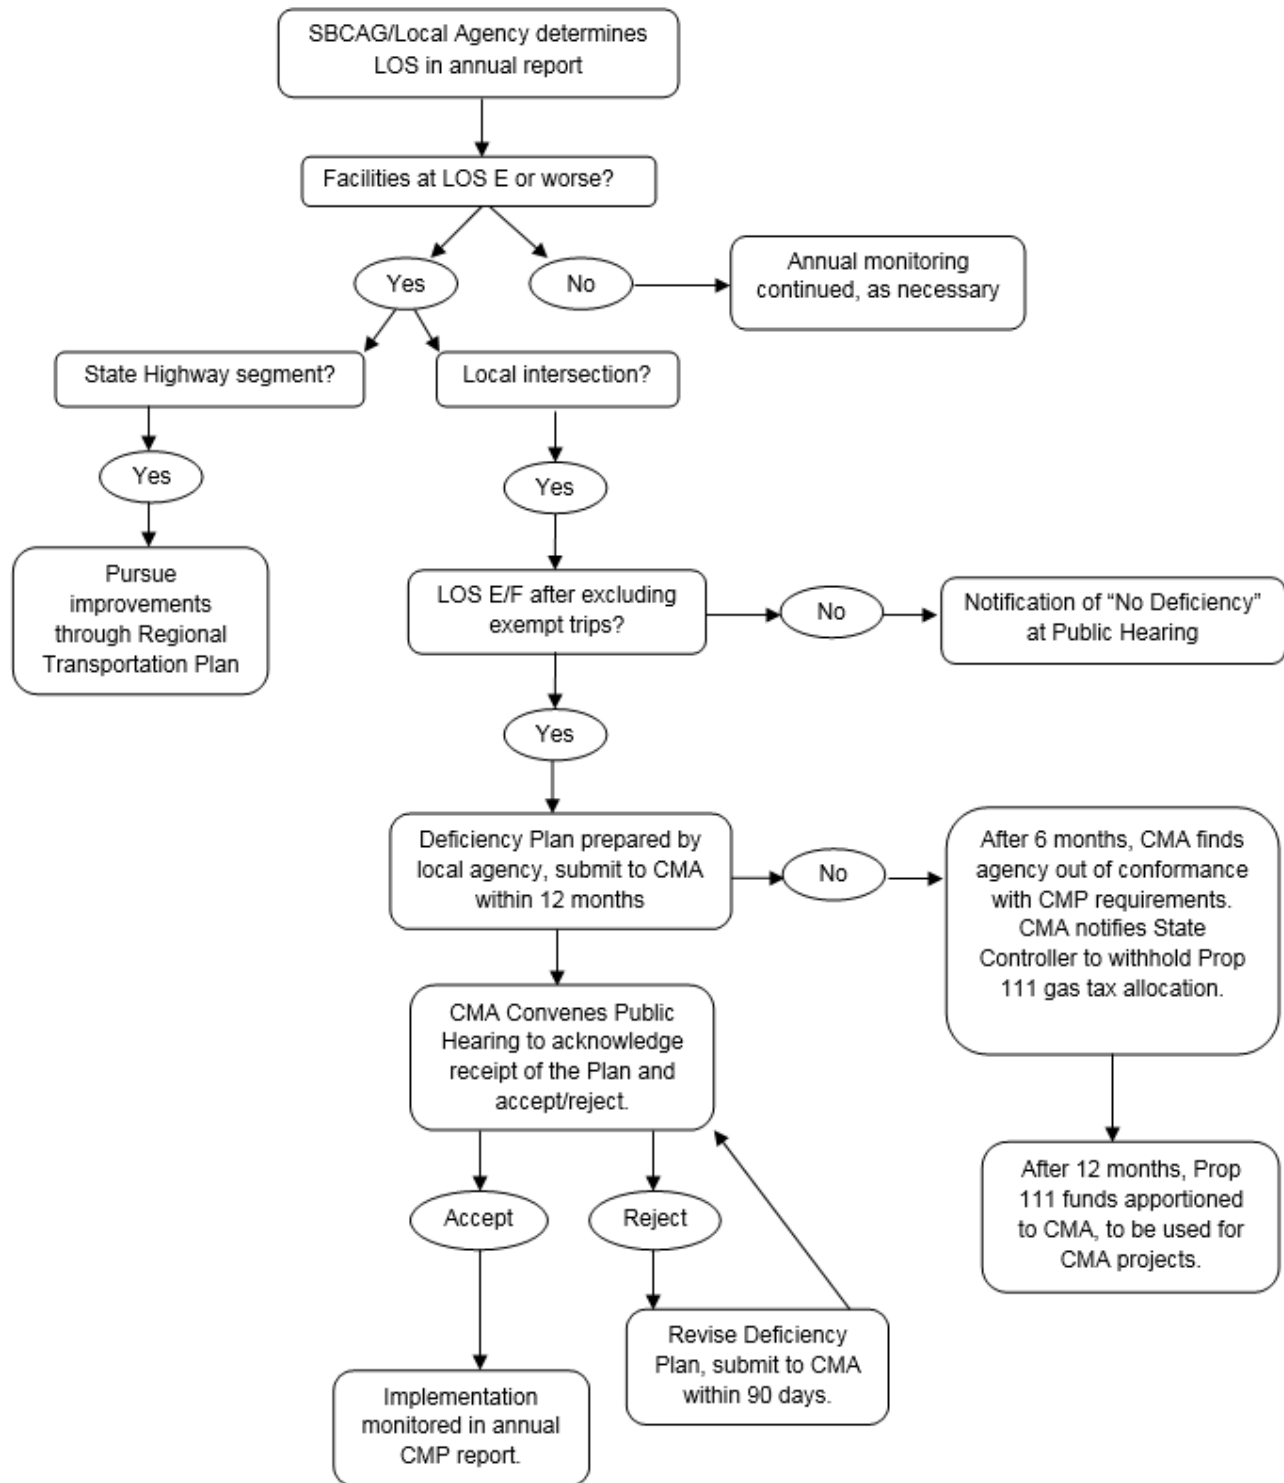 SBCAG/Local Agency determines
LOS in annual report
Facilities at LOS E or worse?
Yes
No
Annual monitoring
continued, as necessary
State Highway segment?
Local intersection?
Yes
Yes
Pursue
improvements
through Regional
Transportation Plan
LOS E/F after excluding
exempt trips?
No
Notification of “No Deficiency”
at Public Hearing
Yes
Deficiency Plan prepared by
local agency, submit to CMA
within 12 months
No
After 6 months, CMA finds
agency out of conformance
with CMP requirements.
CMA notifies State
Controller to withhold Prop
111 gas tax allocation.
CMA Convenes Public
Hearing to acknowledge
receipt of the Plan and
accept/reject.
After 12 months, Prop
111 funds apportioned
to CMA, to be used for
CMA projects.
Accept
Reject
Revise Deficiency
Plan, submit to CMA
within 90 days.
Implementation
monitored in annual
CMP report.